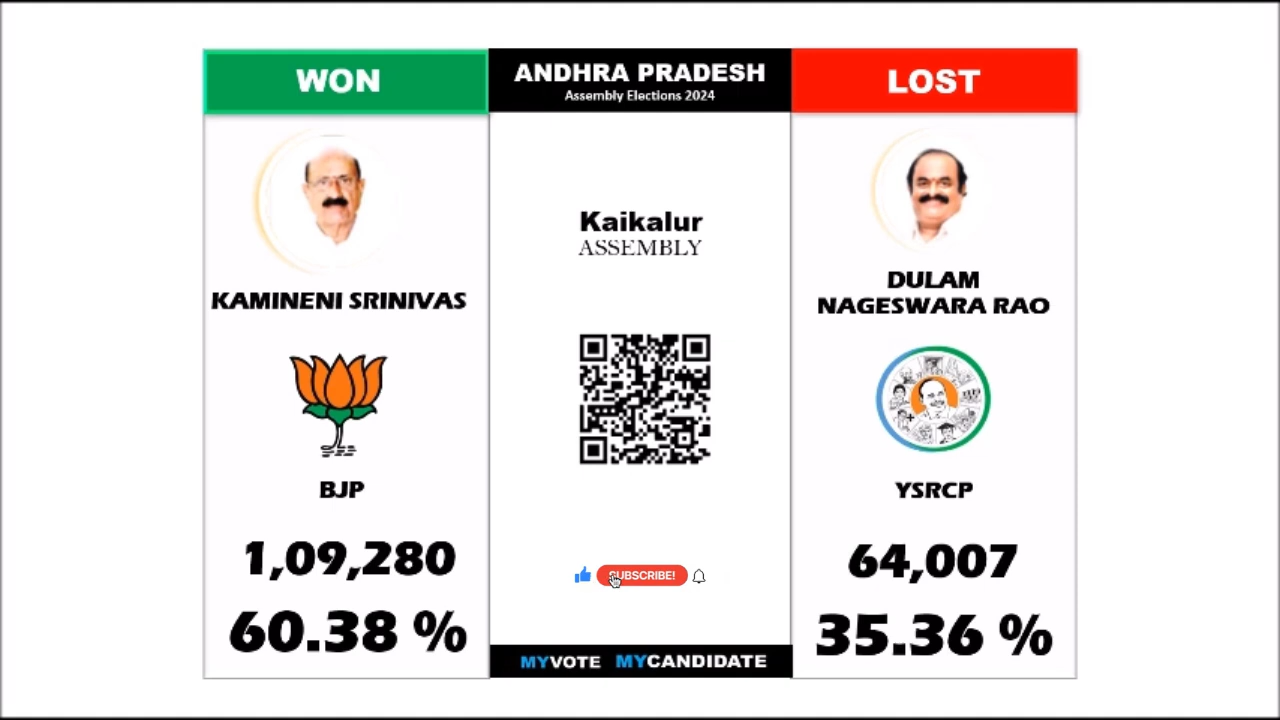 WON
KAMINENI SRINIVAS
BJP
1,09,280
60.38 %
ANDHRA PRADESH
Assembly Elections 2024
Kaikalur
ASSEMBLY
SUBSCRIBE!
MYVOTE MYCANDIDATE
LOST
DULAM
NAGESWARA RAO
YSRCP
64,007
35.36 %